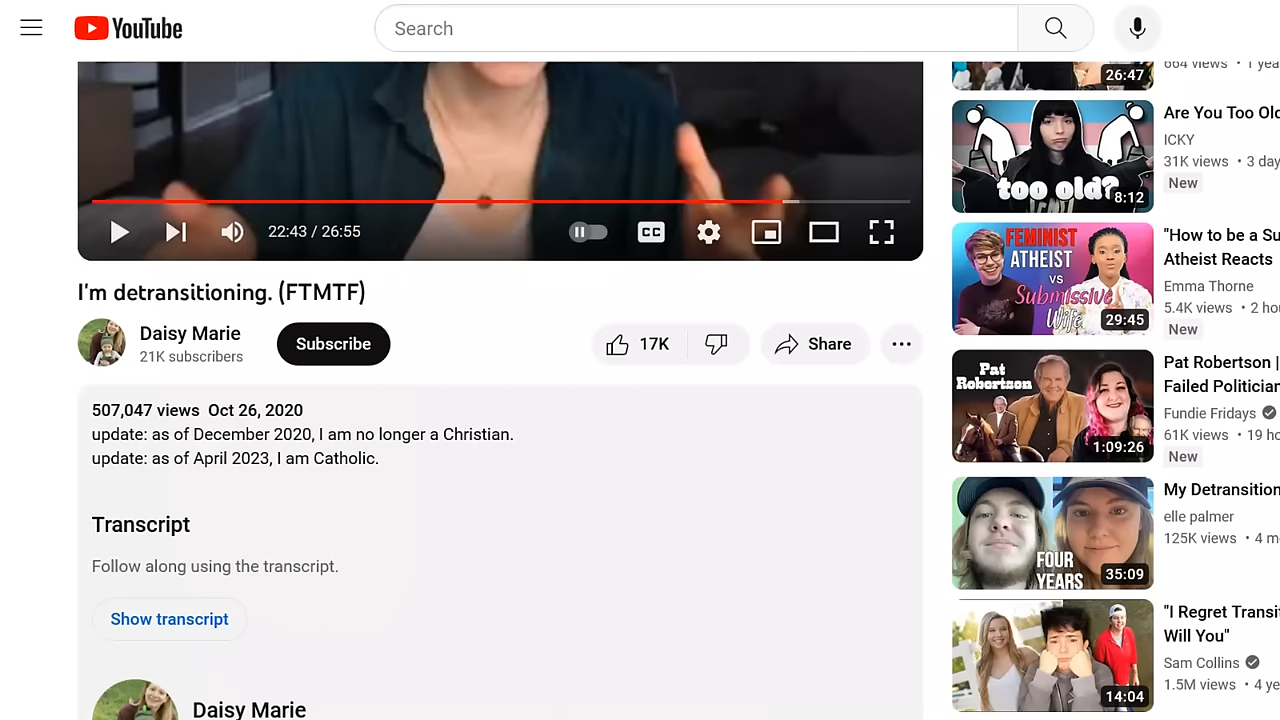 YouTube
Search
22:43 / 26:55
CC
I'm detransitioning. (FTMTF)
Daisy Marie
21K subscribers
Subscribe
17K
Share
507,047 views Oct 26, 2020
update: as of December 2020, I am no longer a Christian.
update: as of April 2023, I am Catholic.
Transcript
Follow along using the transcript.
Show transcript
Daisy Marie
26:47
664 views • 1 yea
too old?
8:12
Are You Too Old
ICKY
31K views • 3 day
New
FEMINIST
ATHEIST
VS
Submissive
Wife
29:45
"How to be a Su
Atheist Reacts
Emma Thorne
5.4K views • 2 hou
New
Pat
Robertson
1:09:26
Pat Robertson |
Failed Politician
Fundie Fridays
61K views • 19 ho
New
FOUR
YEARS
35:09
My Detransition
elle palmer
125K views • 4 m
14:04
"I Regret Transit
Will You"
Sam Collins
1.5M views • 4 ye